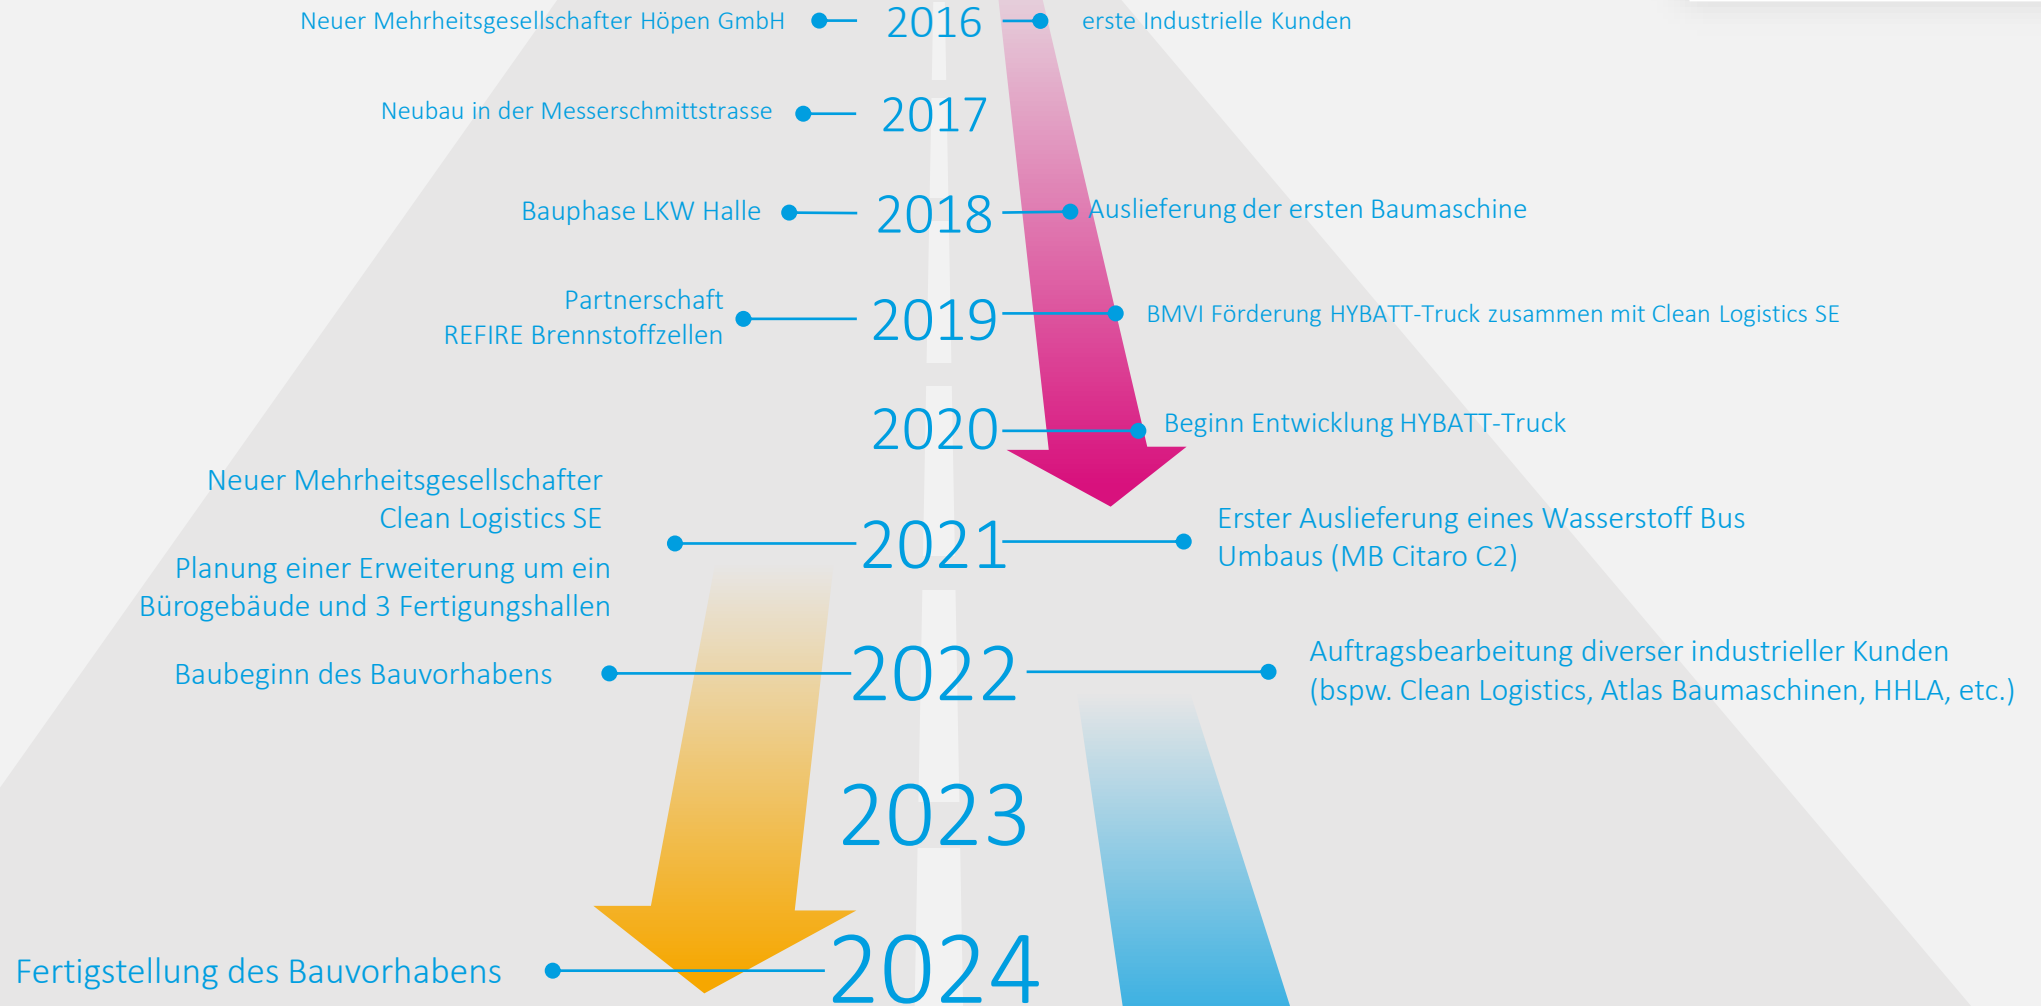 Neuer Mehrheitsgesellschafter Höpen GmbH
2016
erste Industrielle Kunden
Neubau in der Messerschmittstrasse
2017
Bauphase LKW Halle
2018
Auslieferung der ersten Baumaschine
Partnerschaft
REFIRE Brennstoffzellen
2019
BMVI Förderung HYBATT-Truck zusammen mit Clean Logistics SE
2020
Beginn Entwicklung HYBATT-Truck
Neuer Mehrheitsgesellschafter
Clean Logistics SE
Planung einer Erweiterung um ein
Bürogebäude und 3 Fertigungshallen
2021
Erster Auslieferung eines Wasserstoff Bus
Umbaus (MB Citaro C2)
Baubeginn des Bauvorhabens
2022
Auftragsbearbeitung diverser industrieller Kunden
(bspw. Clean Logistics, Atlas Baumaschinen, HHLA, etc.)
2023
Fertigstellung des Bauvorhabens
2024